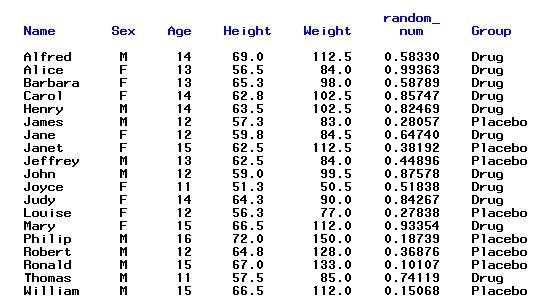 random_
Name Sex Age Height Weight num Group
Alfred M 14 69.0 112.5 0.58330 Drug
Alice F 13 56.5 84.0 0.99363 Drug
Barbara F 13 65.3 98.0 0.58789 Drug
Carol F 14 62.8 102.5 0.85747 Drug
Henry M 14 63.5 102.5 0.82469 Drug
James M 12 57.3 83.0 0.28057 Placebo
Jane F 12 59.8 84.5 0.64740 Drug
Janet F 15 62.5 112.5 0.38192 Placebo
Jeffrey M 13 62.5 84.0 0.44896 Placebo
John M 12 59.0 99.5 0.87578 Drug
Joyce F 11 51.3 50.5 0.51838 Drug
Judy F 14 64.3 90.0 0.84267 Drug
Louise F 12 56.3 77.0 0.27838 Placebo
Mary F 15 66.5 112.0 0.93354 Drug
Philip M 16 72.0 150.0 0.18739 Placebo
Robert M 12 64.8 128.0 0.36876 Placebo
Ronald M 15 67.0 133.0 0.10107 Placebo
Thomas M 11 57.5 85.0 0.74119 Drug
William M 15 66.5 112.0 0.15068 Placebo